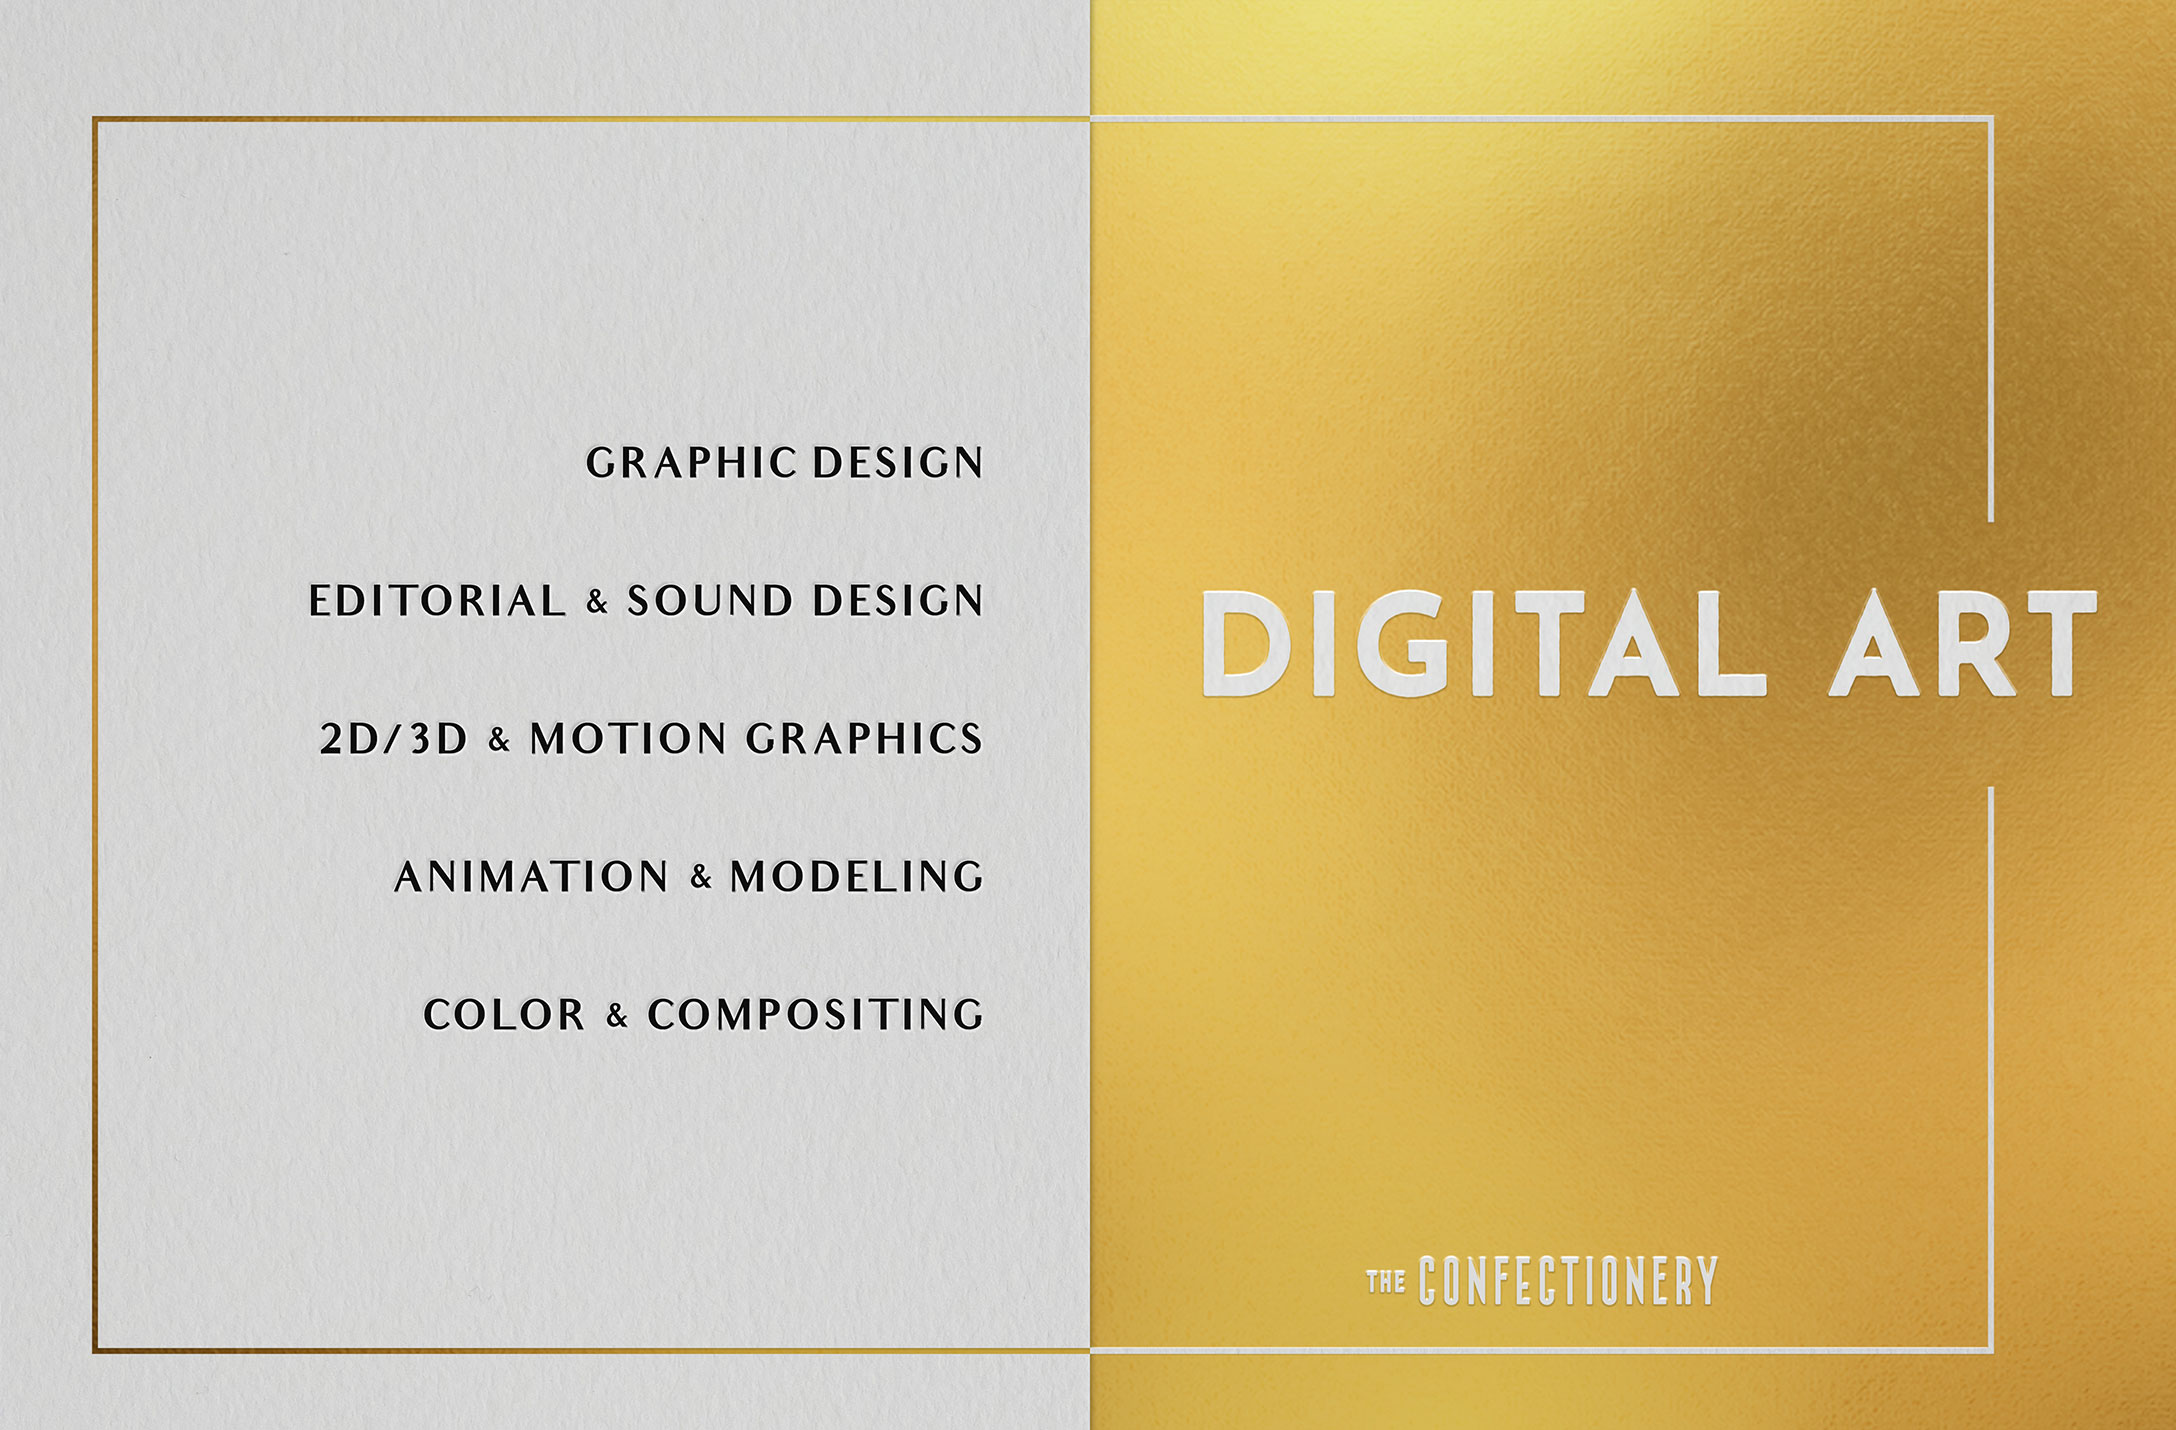 GRAPHIC DESIGN
EDITORIAL & SOUND DESIGN
2D/3D & MOTION GRAPHICS
ANIMATION & MODELING
COLOR & COMPOSITING
DIGITAL ART
THE CONFECTIONERY